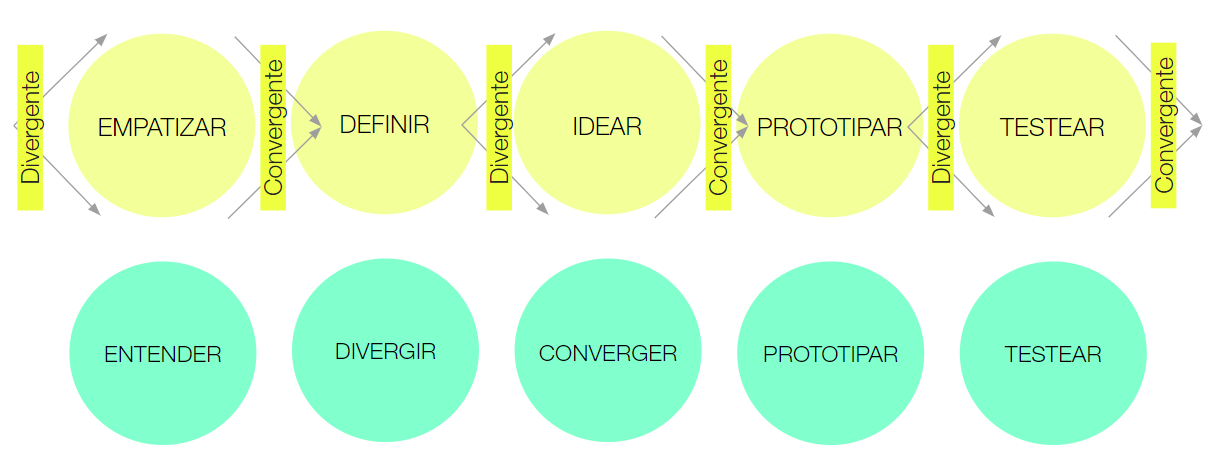 Divergente
EMPATIZAR
Convergente
DEFINIR
Divergente
IDEAR
Convergente
PROTOTIPAR
Divergente
TESTEAR
Convergente
ENTENDER
DIVERGIR
CONVERGER
PROTOTIPAR
TESTEAR